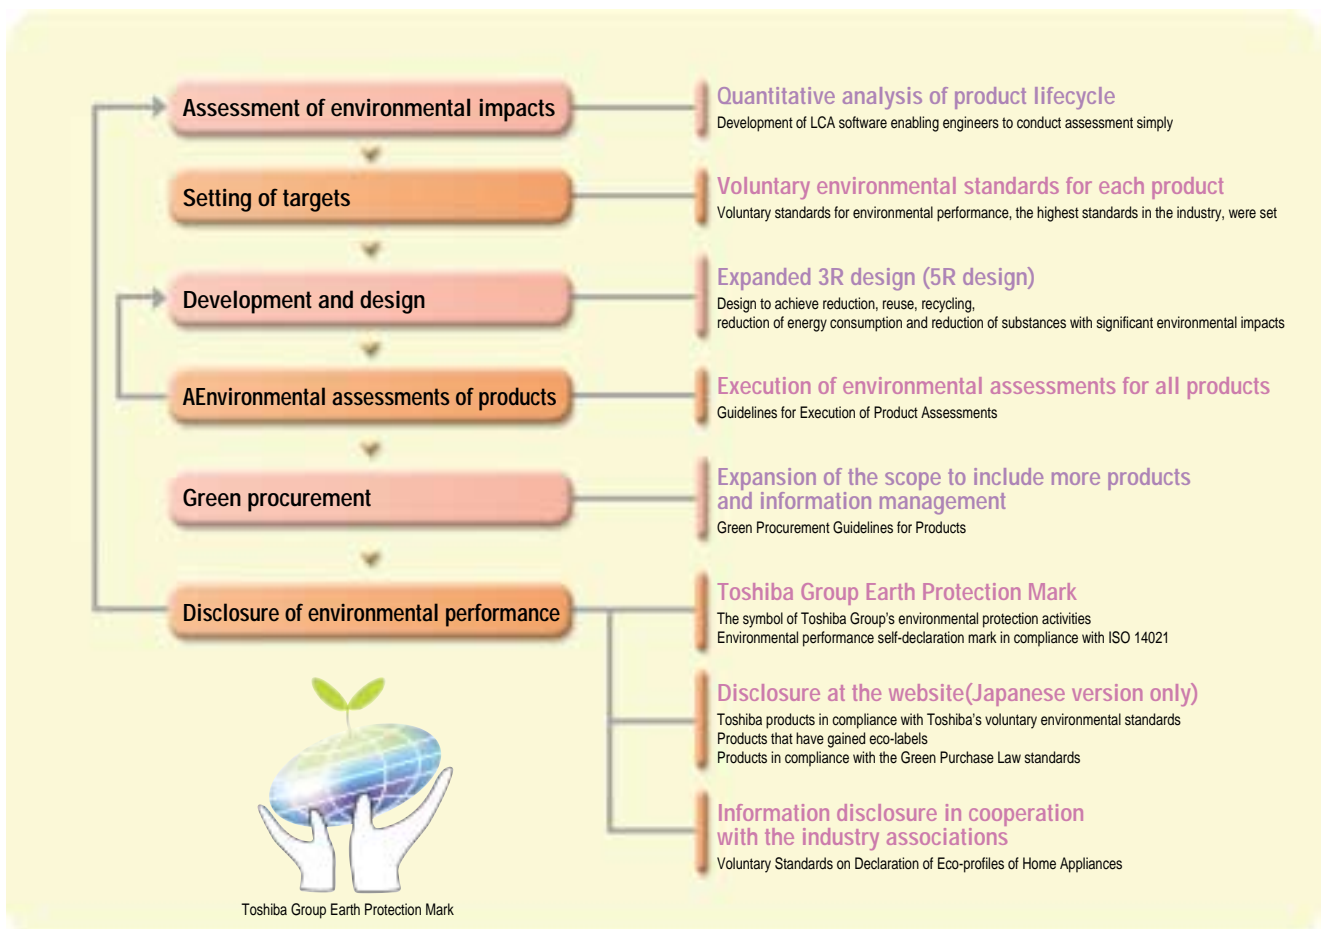 Assessment of environmental impacts
Quantitative analysis of product lifecycle
Development of LCA software enabling engineers to conduct assessment simply
Setting of targets
Voluntary environmental standards for each product
Voluntary standards for environmental performance, the highest standards in the industry, were set
Development and design
Expanded 3R design (5R design)
Design to achieve reduction, reuse, recycling,
reduction of energy consumption and reduction of substances with significant environmental impacts
AEnvironmental assessments of products
Execution of environmental assessments for all products
Guidelines for Execution of Product Assessments
Green procurement
Expansion of the scope to include more products
and information management
Green Procurement Guidelines for Products
Disclosure of environmental performance
Toshiba Group Earth Protection Mark
The symbol of Toshiba Group's environmental protection activities
Environmental performance self-declaration mark in compliance with ISO 14021
Disclosure at the website(Japanese version only)
Toshiba products in compliance with Toshiba's voluntary environmental standards
Products that have gained eco-labels
Products in compliance with the Green Purchase Law standards
Information disclosure in cooperation
with the industry associations
Voluntary Standards on Declaration of Eco-profiles of Home Appliances
Toshiba Group Earth Protection Mark